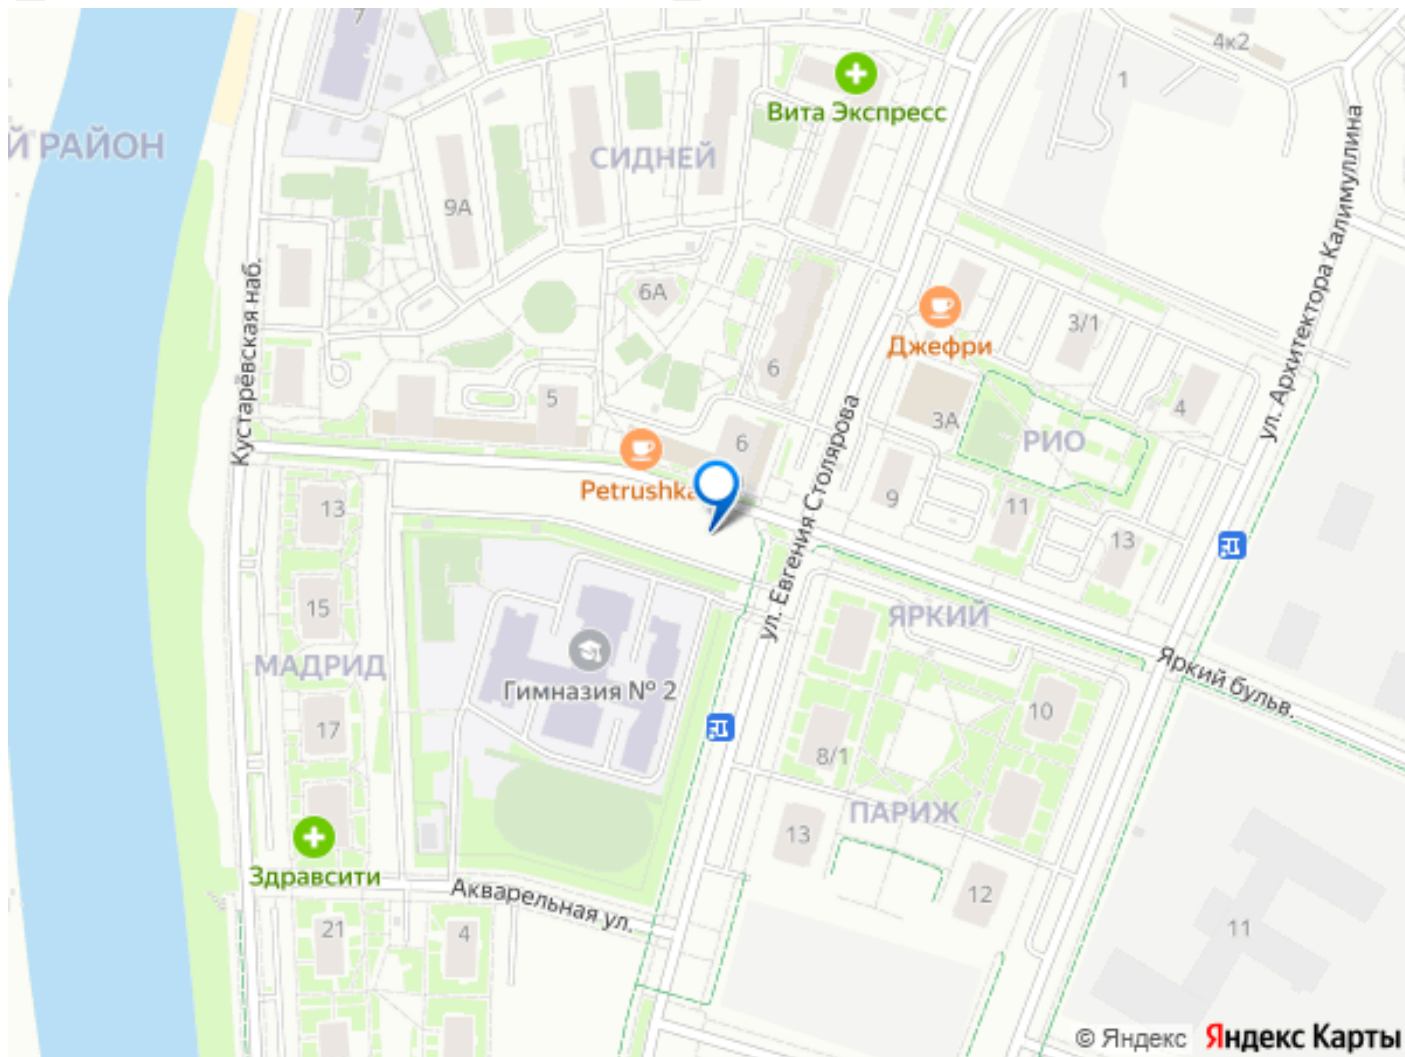 7
4к2
1
Вита Экспресс
Й РАЙОН
СИДНЕЙ
9А
ул. Архитектора Калимуллина
Кустарёвская наб.
6А
3/1
Джефри
6
5
4
3А
РИО
6
ул. Евгения Столярова
Petrushka
9
11
13
13
15
ЯРКИЙ
МАДРИД
Гимназия № 2
Яркий бульв.
17
10
8/1
ПАРИЖ
13
Здравсити
Акварельная ул.
12
21
4
11
© Яндекс Яндекс Карты